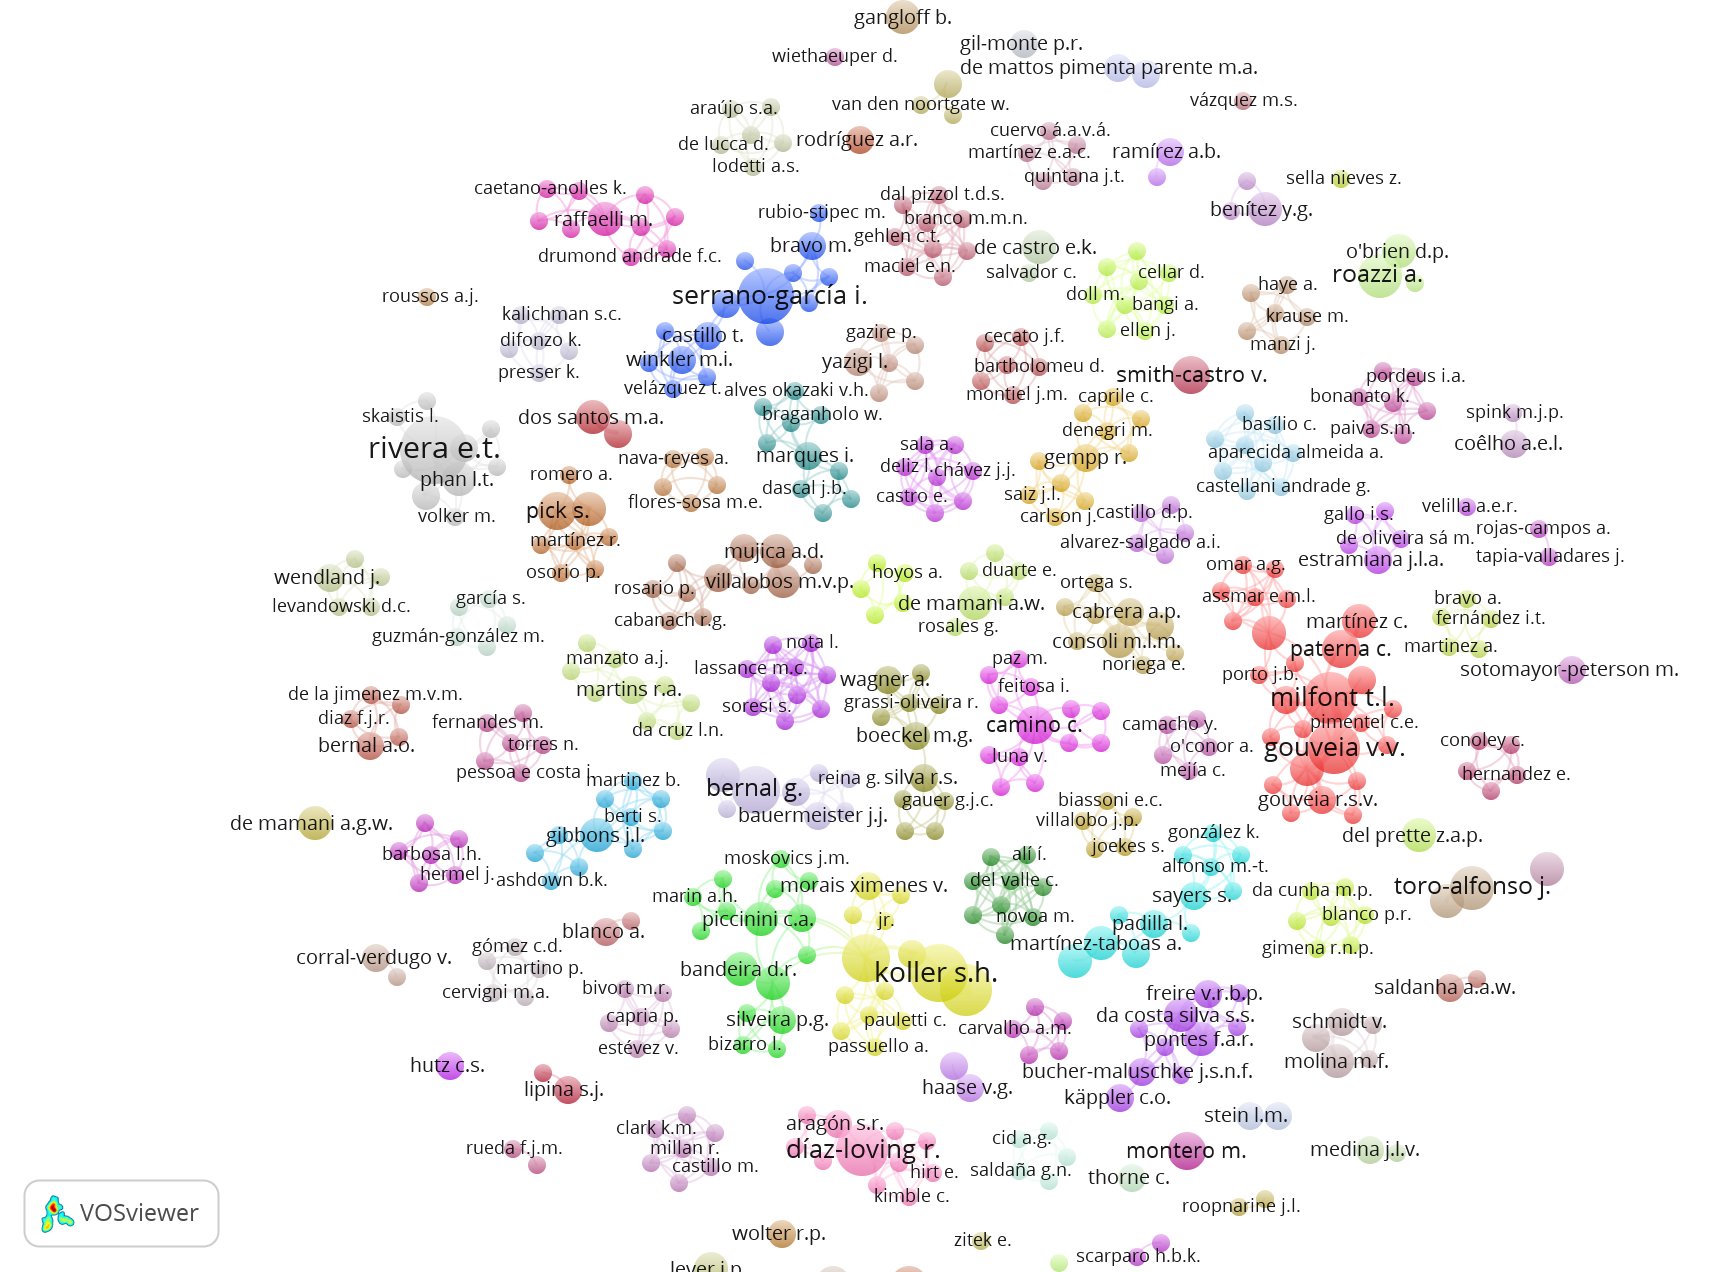 gangloff b.
gil-monte p.r.
wiethaeuper d.
de mattos pimenta parente m.a.
araújo s.a.
van den noortgate w.
vázquez m.s.
de lucca d.
rodríguez a.r.
cuervo á.a.v.á.
martínez e.a.c.
ramírez a.b.
lodetti a.s.
quintana j.t.
sella nieves z.
caetano-anolles k.
dal pizzol t.d.s.
raffaelli m.
rubio-stipec m.
branco m.m.n.
benítez y.g.
bravo m.
gehlen c.t.
de castro e.k.
o'brien d.p.
drumond andrade f.c.
maciel e.n.
salvador c.
cellar d.
roazzi a.
roussos a.j.
serrano-garcía i.
doll m.
bangi a.
haye a.
kalichman s.c.
krause m.
difonzo k.
castillo t.
gazire p.
cecato j.f.
ellen j.
manzi j.
presser k.
winkler m.i.
yazigi l.
bartholomeu d.
smith-castro v.
pordeus i.a.
velázquez t.
alves okazaki v.h.
montiel j.m.
caprile c.
bonanato k.
skaistis l.
dos santos m.a.
braganholo w.
denegri m.
basílio c.
paiva s.m.
spink m.j.p.
rivera e.t.
nava-reyes a.
marques i.
sala a.
gempp r.
aparecida almeida a.
coêlho a.e.l.
phan l.t.
romero a.
dascal j.b.
deliz l.
chávez j.j.
castellani andrade g.
volker m.
pick s.
flores-sosa m.e.
castro e.
saiz j.l.
carlson j.
castillo d.p.
gallo i.s.
velilla a.e.r.
martínez r.
mujica a.d.
alvarez-salgado a.i.
de oliveira sá m.
rojas-campos a.
wendland j.
osorio p.
rosario p.
villalobos m.v.p.
hoyos a.
duarte e.
ortega s.
omar a.g.
estramiana j.l.a.
tapia-valladares j.
levandowski d.c.
garcía s.
cabanach r.g.
de mamani a.w.
cabrera a.p.
assmar e.m.l.
bravo a.
guzmán-gonzález m.
rosales g.
consoli m.l.m.
martínez c.
fernández i.t.
manzato a.j.
nota l.
paz m.
noriega e.
paterna c.
martinez a.
de la jimenez m.v.m.
martins r.a.
lassance m.c.
wagner a.
feitosa i.
porto j.b.
sotomayor-peterson m.
diaz f.j.r.
fernandes m.
soresi s.
grassi-oliveira r.
camino c.
camacho y.
milfont t.l.
bernal a.o.
torres n.
da cruz l.n.
boeckel m.g.
o'conor a.
pimentel c.e.
conoley c.
pessoa e costa j.
martinez b.
luna v.
mejía c.
gouveia v.v.
hernandez e.
bernal g.
reina g.
silva r.s.
biassoni e.c.
gouveia r.s.v.
de mamani a.g.w.
berti s.
bauermeister j.j.
gauer g.j.c.
villalobo j.p.
del prette z.a.p.
barbosa l.h.
gibbons j.l.
moskovics j.m.
alí í.
joekes s.
gonzález k.
hermel j.
ashdown b.k.
morais ximenes v.
del valle c.
alfonso m.-t.
toro-alfonso j.
marin a.h.
piccinini c.a.
jr.
novoa m.
sayers s.
da cunha m.p.
blanco a.
padilla l.
blanco p.r.
corral-verdugo v.
gómez c.d.
martínez-taboas a.
gimena r.n.p.
martino p.
bandeira d.r.
koller s.h.
cervigni m.a.
bivort m.r.
freire v.r.b.p.
saldanha a.a.w.
capria p.
silveira p.g.
pauletti c.
carvalho a.m.
da costa silva s.s.
schmidt v.
estévez v.
bizarro l.
passuello a.
pontes f.a.r.
molina m.f.
hutz c.s.
lipina s.j.
haase v.g.
bucher-maluschke j.s.n.f.
käppler c.o.
clark k.m.
aragón s.r.
stein l.m.
rueda f.j.m.
millan r.
díaz-loving r.
cid a.g.
montero m.
medina j.l.v.
castillo m.
hirt e.
saldaña g.n.
thorne c.
kimble c.
roopnarine j.l.
VOSviewer
wolter r.p.
zitek e.
scarparo h.b.k.
lever j.p.